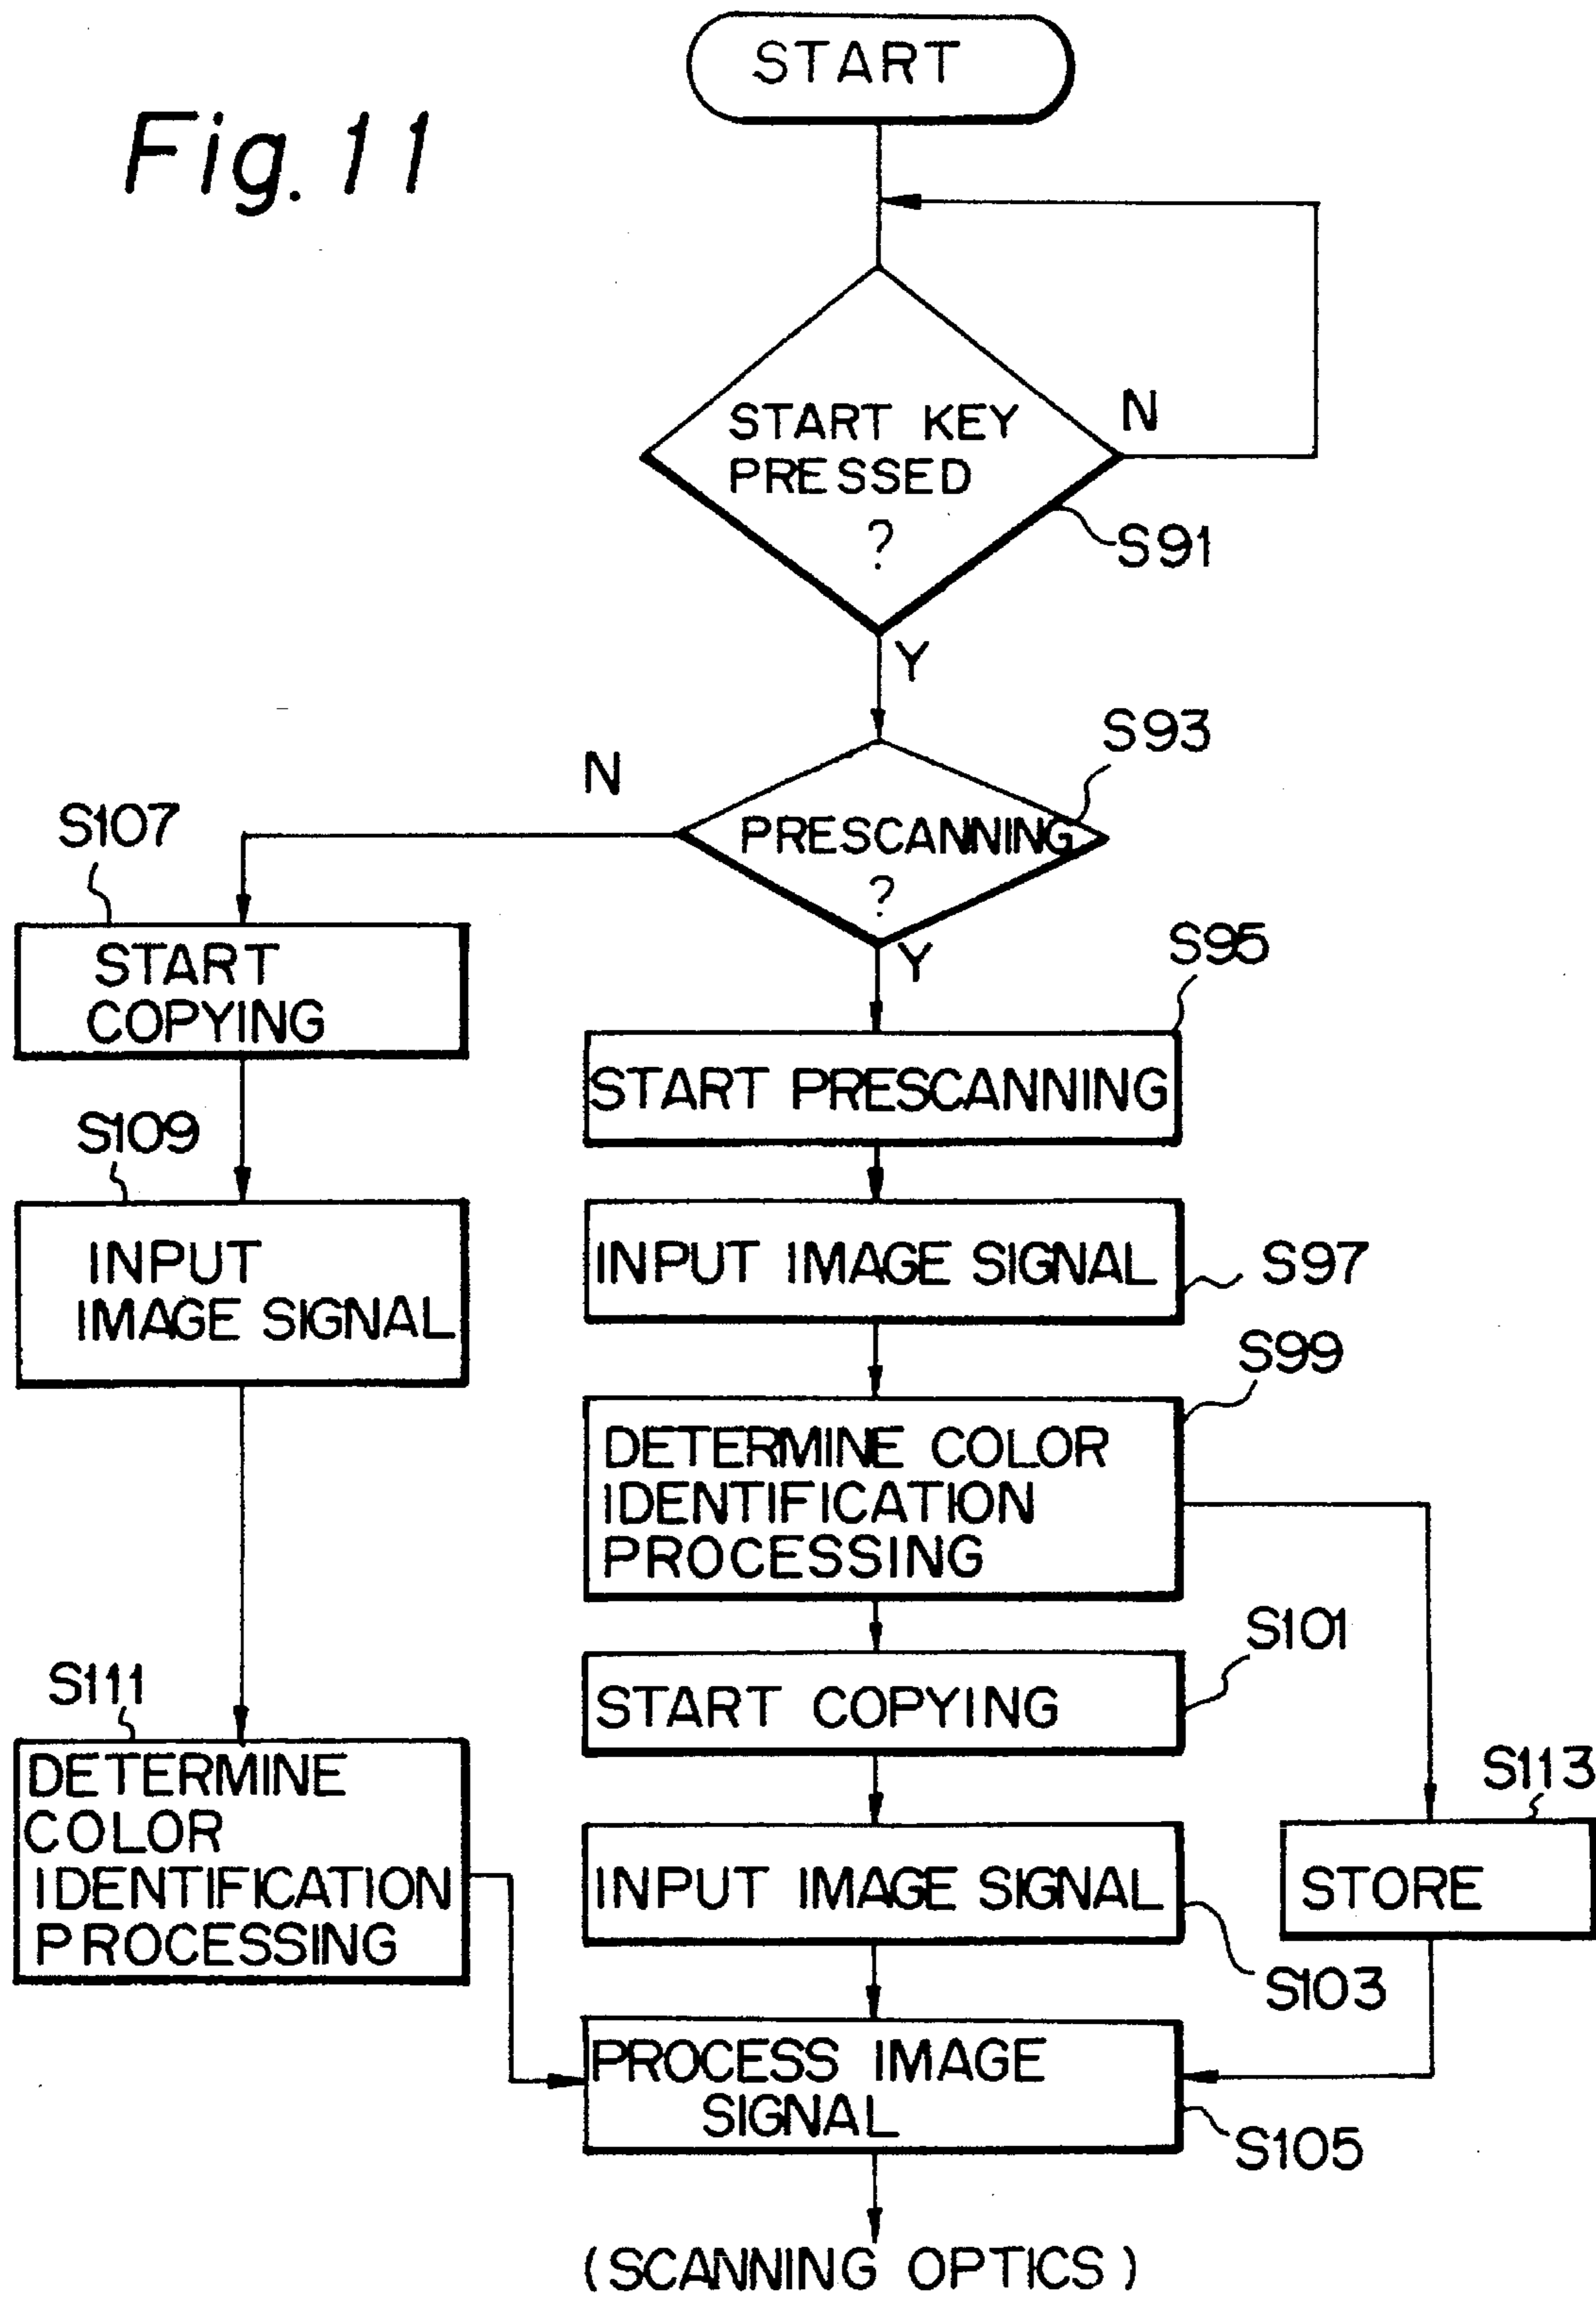 Fig. 11
START
START KEY
PRESSED
?
N
S91
Y
S93
N
PRESCANNING
?
Y
S107
START
COPYING
S95
START PRESCANNING
S109
INPUT
IMAGE SIGNAL
INPUT IMAGE SIGNAL
S97
S99
DETERMINE COLOR
IDENTIFICATION
PROCESSING
S101
START COPYING
S111
DETERMINE
COLOR
IDENTIFICATION
PROCESSING
S113
STORE
INPUT IMAGE SIGNAL
S103
PROCESS IMAGE
SIGNAL
S105
(SCANNING OPTICS)